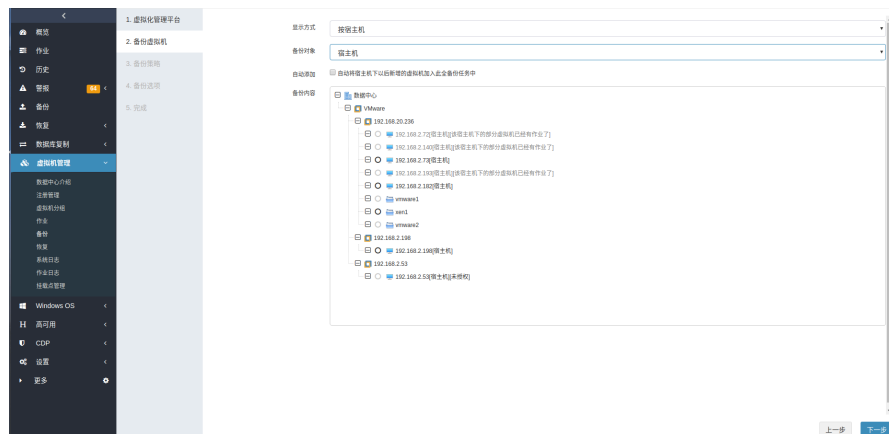 概览
作业
历史
警报 64
备份
恢复
数据库复制
虚拟机管理
数据中心介绍
注册管理
虚拟机分组
作业
备份
恢复
系统日志
作业日志
挂载点管理
Windows OS
高可用
CDP
设置
更多
1. 虚拟化管理平台
2. 备份虚拟机
3. 备份策略
4. 备份选项
5. 完成
显示方式 按宿主机
备份对象 宿主机
自动添加 自动将宿主机下以后新增的虚拟机加入此全备份任务中
备份内容
数据中心
VMware
192.168.20.236
192.168.2.72[宿主机][该宿主机下的部分虚拟机已经有作业了]
192.168.2.140[宿主机][该宿主机下的部分虚拟机已经有作业了]
192.168.2.73[宿主机]
192.168.2.193[宿主机][该宿主机下的部分虚拟机已经有作业了]
192.168.2.182[宿主机]
vmware1
xen1
vmware2
192.168.2.198
192.168.2.198[宿主机]
192.168.2.53
192.168.2.53[宿主机][未授权]
上一步 下一步